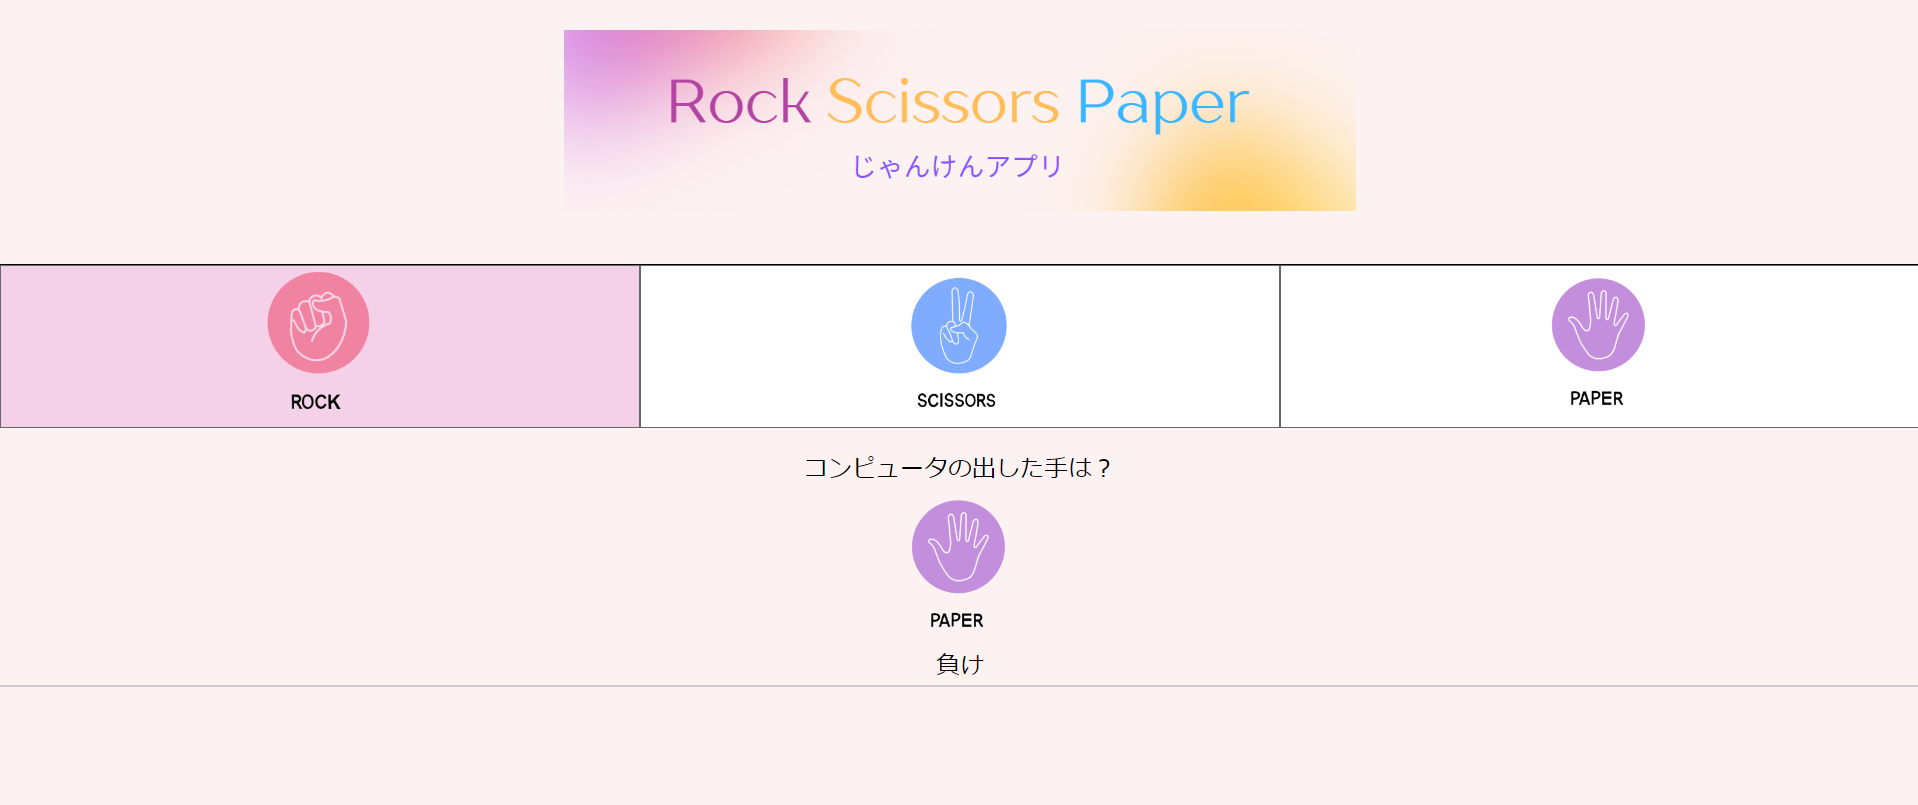 Rock Scissors Paper
じゃんけんアプリ
ROCK
SCISSORS
PAPER
コンピュータの出した手は？
PAPER
負け